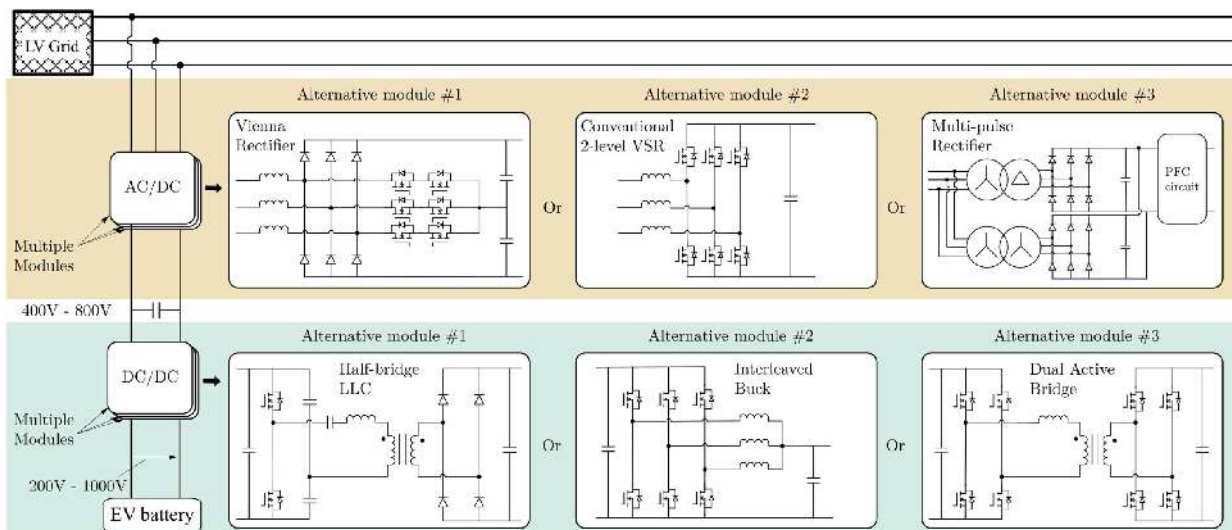 LV Grid
Alternative module #1
Alternative module #2
Alternative module #3
Vienna
Rectifier
Conventional
2-level VSR
Multi-pulse
Rectifier
AC/DC
PFC
circuit
Or
Or
Multiple
Modules
400V - 800V
Alternative module #1
Alternative module #2
Alternative module #3
DC/DC
Half-bridge
LLC
Interleaved
Buck
Dual Active
Bridge
Multiple
Modules
Or
Or
200V - 1000V
EV battery